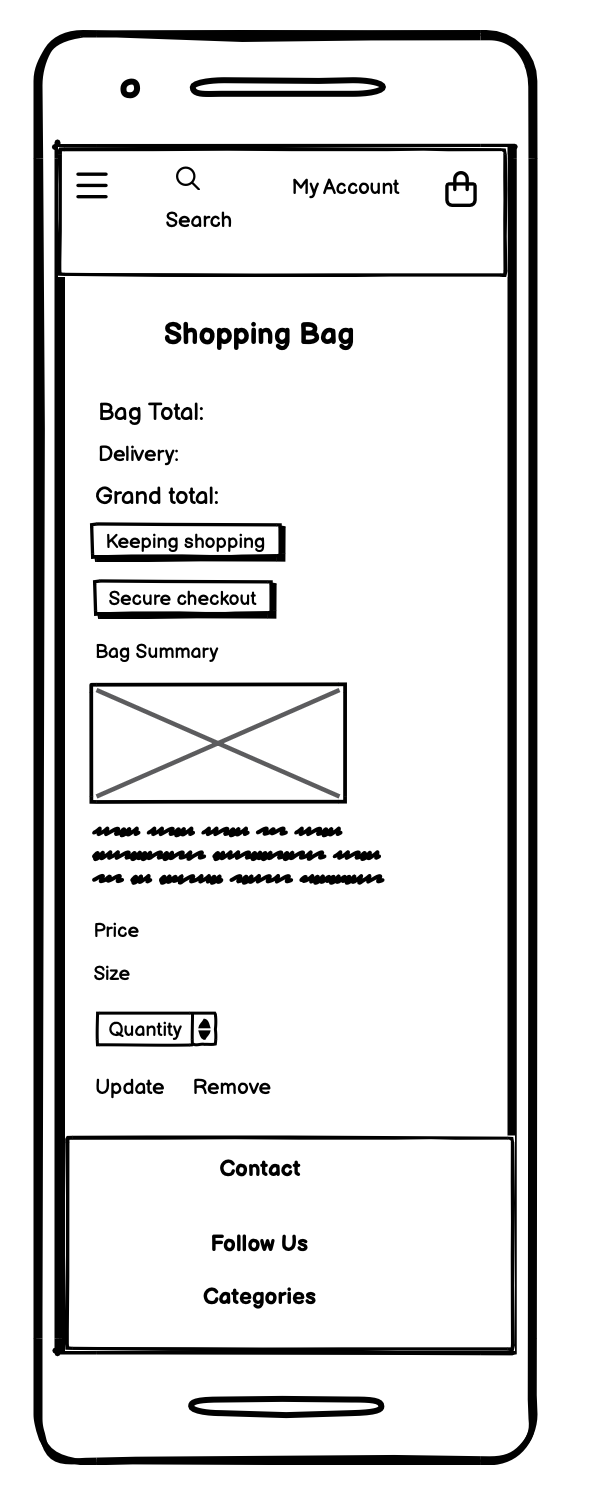 My Account
Search
Shopping Bag
Bag Total:
Delivery:
Grand total:
Keeping shopping
Secure checkout
Bag Summary
Price
Size
Quantity
Update Remove
Contact
Follow Us
Categories